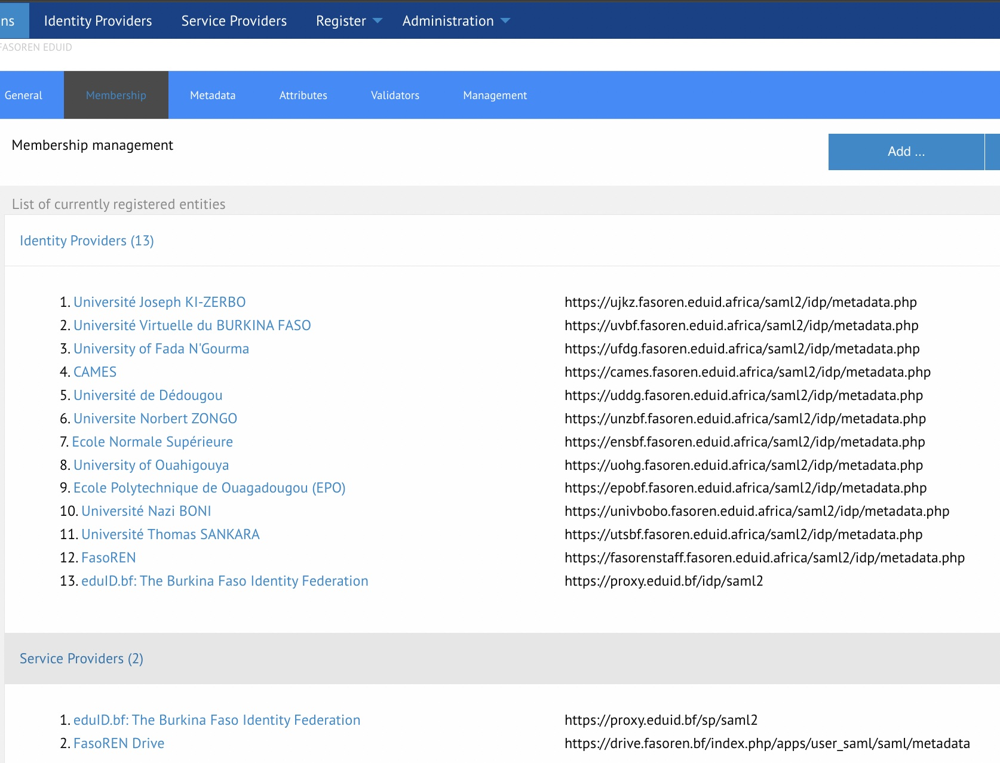 ns Identity Providers Service Providers Register Administration
FASOREN EDUID
General Membership Metadata Attributes Validators Management
Membership management
Add ...
List of currently registered entities
Identity Providers (13)
1. Université Joseph KI-ZERBO https://ujkz.fasoren.eduid.africa/saml2/idp/metadata.php
2. Université Virtuelle du BURKINA FASO https://uvbf.fasoren.eduid.africa/saml2/idp/metadata.php
3. University of Fada N'Gourma https://ufdg.fasoren.eduid.africa/saml2/idp/metadata.php
4. CAMES https://cames.fasoren.eduid.africa/saml2/idp/metadata.php
5. Université de Dédougou https://uddg.fasoren.eduid.africa/saml2/idp/metadata.php
6. Universite Norbert ZONGO https://unzbf.fasoren.eduid.africa/saml2/idp/metadata.php
7. Ecole Normale Supérieure https://ensbf.fasoren.eduid.africa/saml2/idp/metadata.php
8. University of Ouahigouya https://uohg.fasoren.eduid.africa/saml2/idp/metadata.php
9. Ecole Polytechnique de Ouagadougou (EPO) https://epobf.fasoren.eduid.africa/saml2/idp/metadata.php
10. Université Nazi BONI https://univbobo.fasoren.eduid.africa/saml2/idp/metadata.php
11. Université Thomas SANKARA https://utsbf.fasoren.eduid.africa/saml2/idp/metadata.php
12. FasoREN https://fasorenstaff.fasoren.eduid.africa/saml2/idp/metadata.php
13. eduID.bf: The Burkina Faso Identity Federation https://proxy.eduid.bf/idp/saml2
Service Providers (2)
1. eduID.bf: The Burkina Faso Identity Federation https://proxy.eduid.bf/sp/saml2
2. FasoREN Drive https://drive.fasoren.bf/index.php/apps/user_saml/saml/metadata